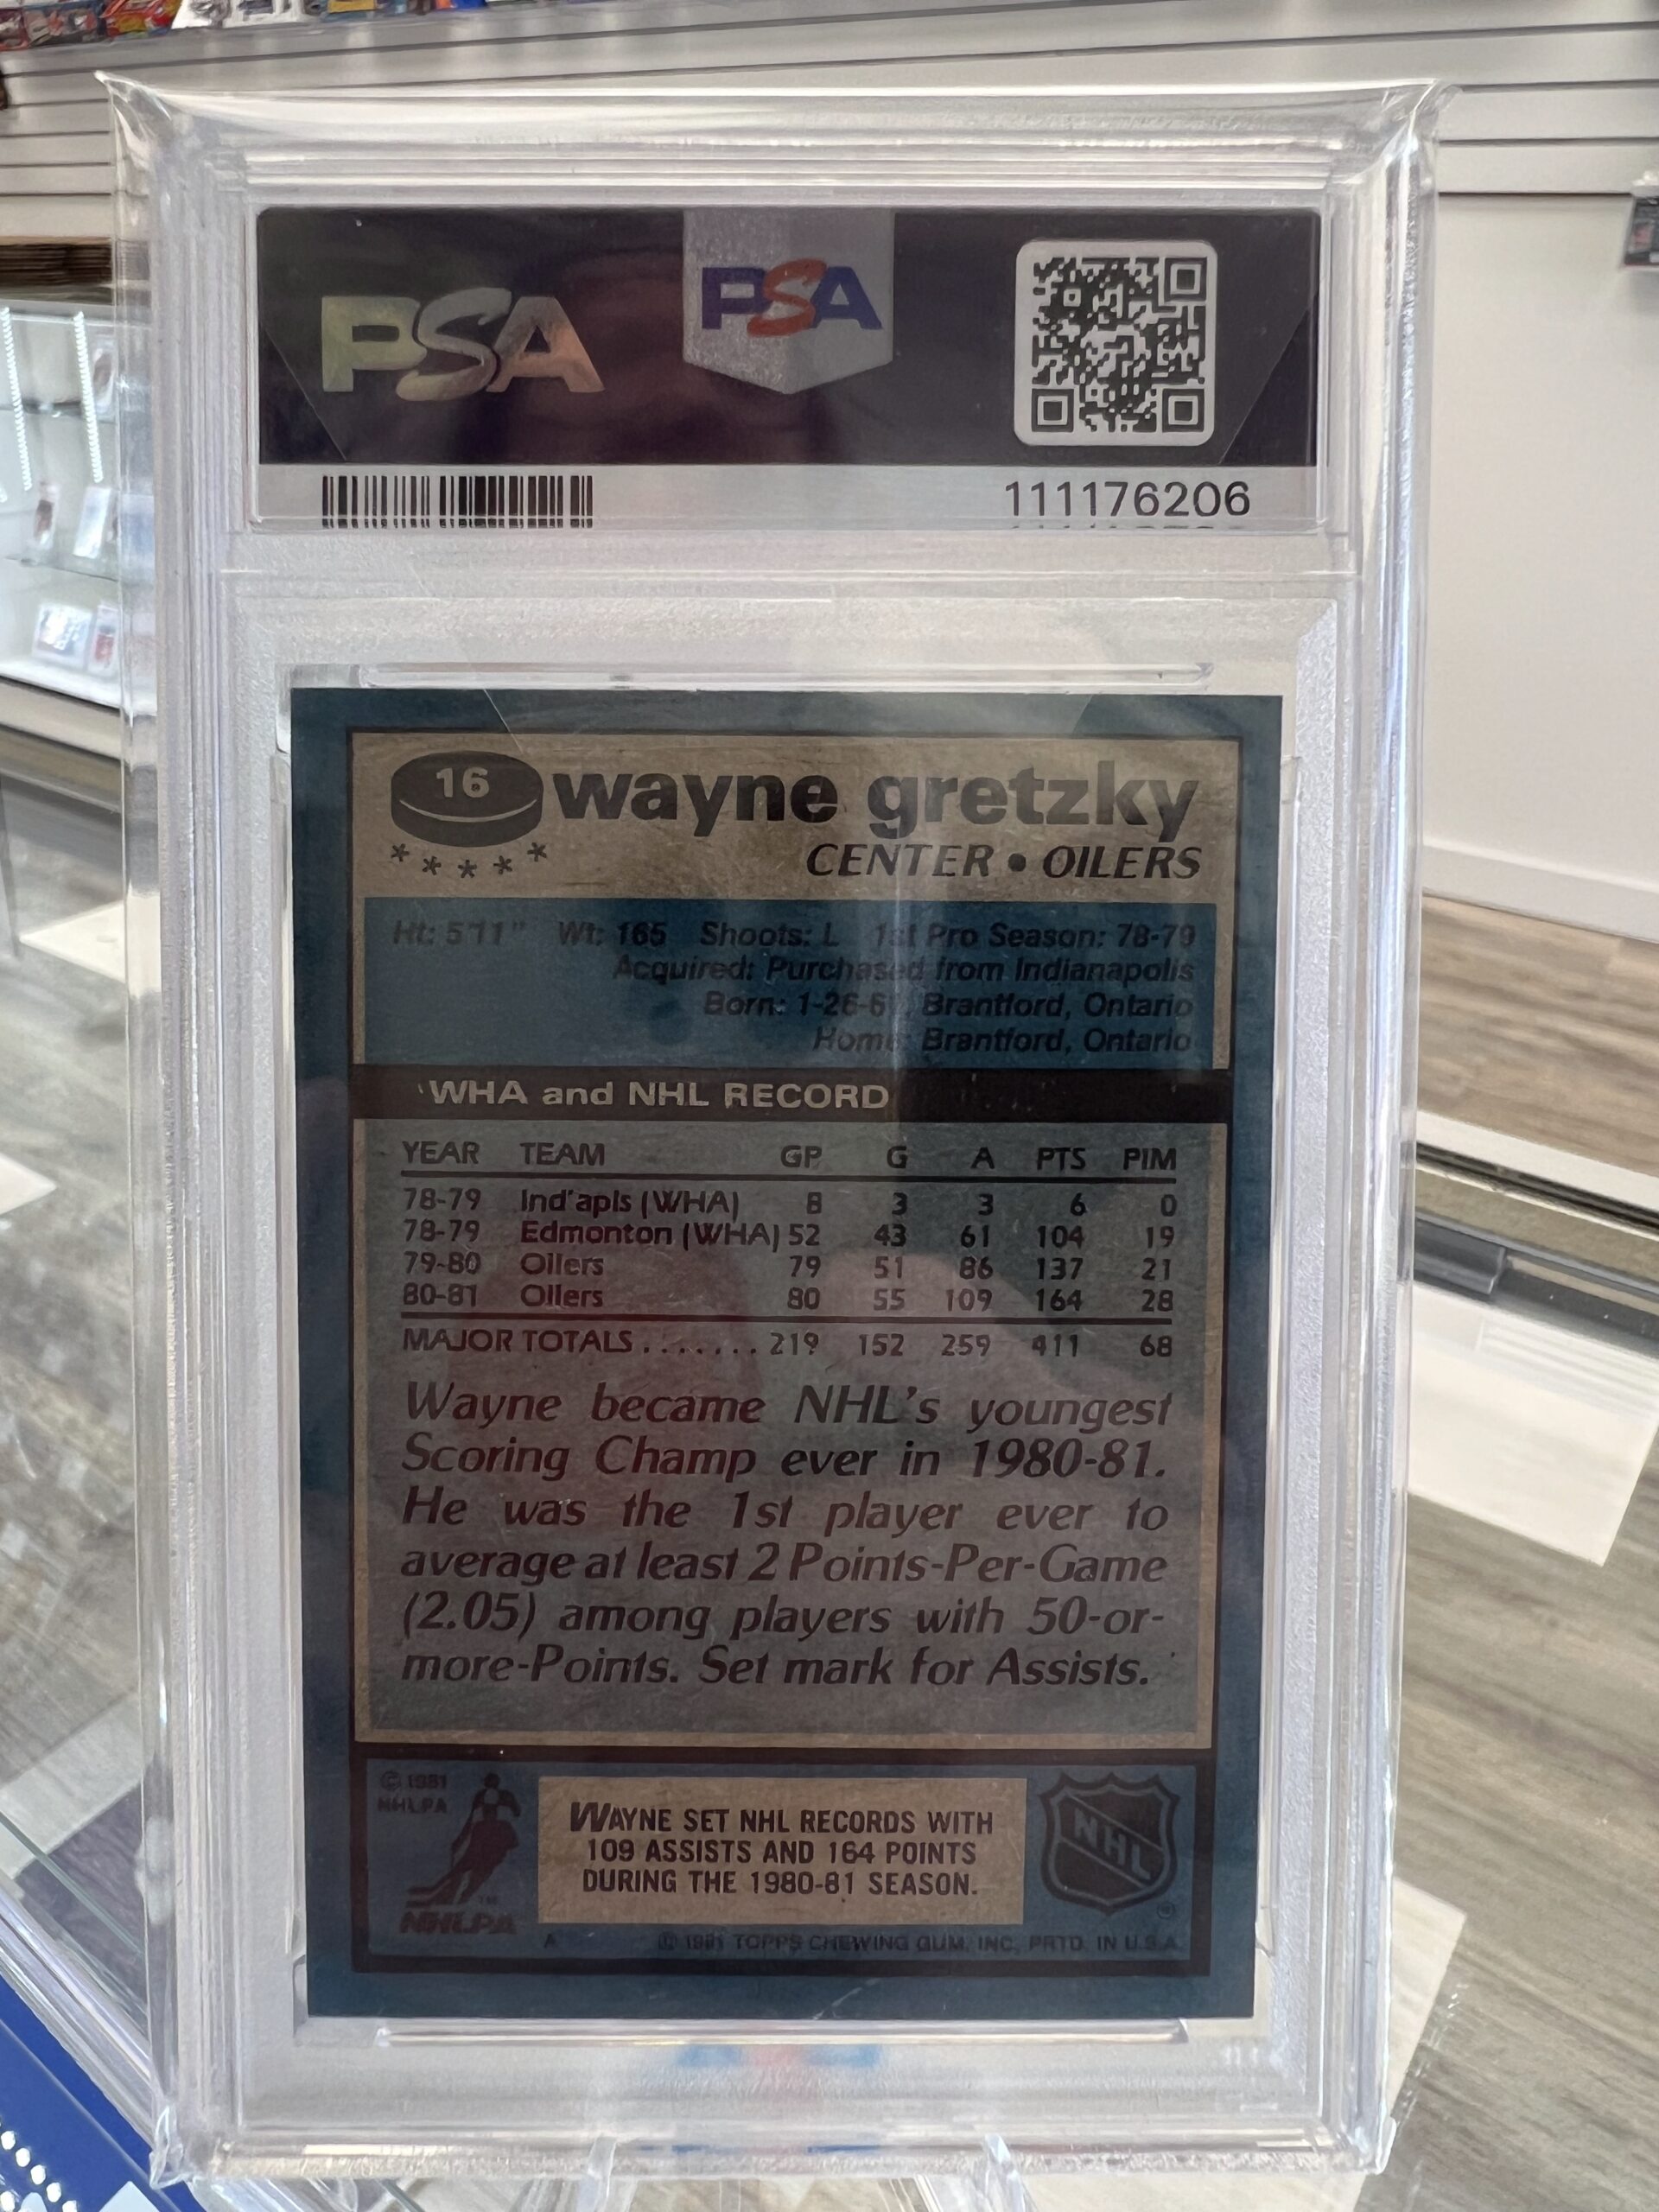 PSA
PSA
111176206
16
wayne gretzky
* * * * *
CENTER • OILERS
Ht: 5'11" Wt: 165 Shoots: L 1st Pro Season: 78-79
Acquired: Purchased from Indianapolis
Born: 1-26-61, Brantford, Ontario
Home: Brantford, Ontario
WHA and NHL RECORD
YEAR TEAM GP G A PTS PIM
78-79 Ind'apls (WHA) 8 3 3 6 0
78-79 Edmonton (WHA) 52 43 61 104 19
79-80 Oilers 79 51 86 137 21
80-81 Oilers 80 55 109 164 28
MAJOR TOTALS ....... 219 152 259 411 68
Wayne became NHL's youngest
Scoring Champ ever in 1980-81.
He was the 1st player ever to
average at least 2 Points-Per-Game
(2.05) among players with 50-or-
more-Points. Set mark for Assists.
© 1981
NHLPA
NHLPA
WAYNE SET NHL RECORDS WITH
109 ASSISTS AND 164 POINTS
DURING THE 1980-81 SEASON.
NHL
A © 1981 TOPPS CHEWING GUM, INC. PRTD. IN U.S.A.